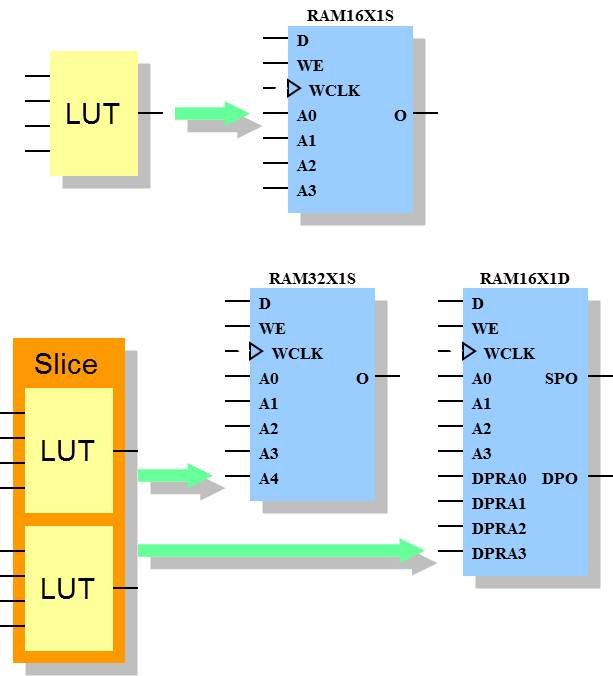 RAM16X1S
D
WE
LUT
WCLK
A0 O
A1
A2
A3
RAM32X1S
D
WE
WCLK
A0 O
A1
A2
A3
A4
RAM16X1D
D
WE
WCLK
A0 SPO
A1
A2
A3
DPRA0 DPO
DPRA1
DPRA2
DPRA3
Slice
LUT
LUT